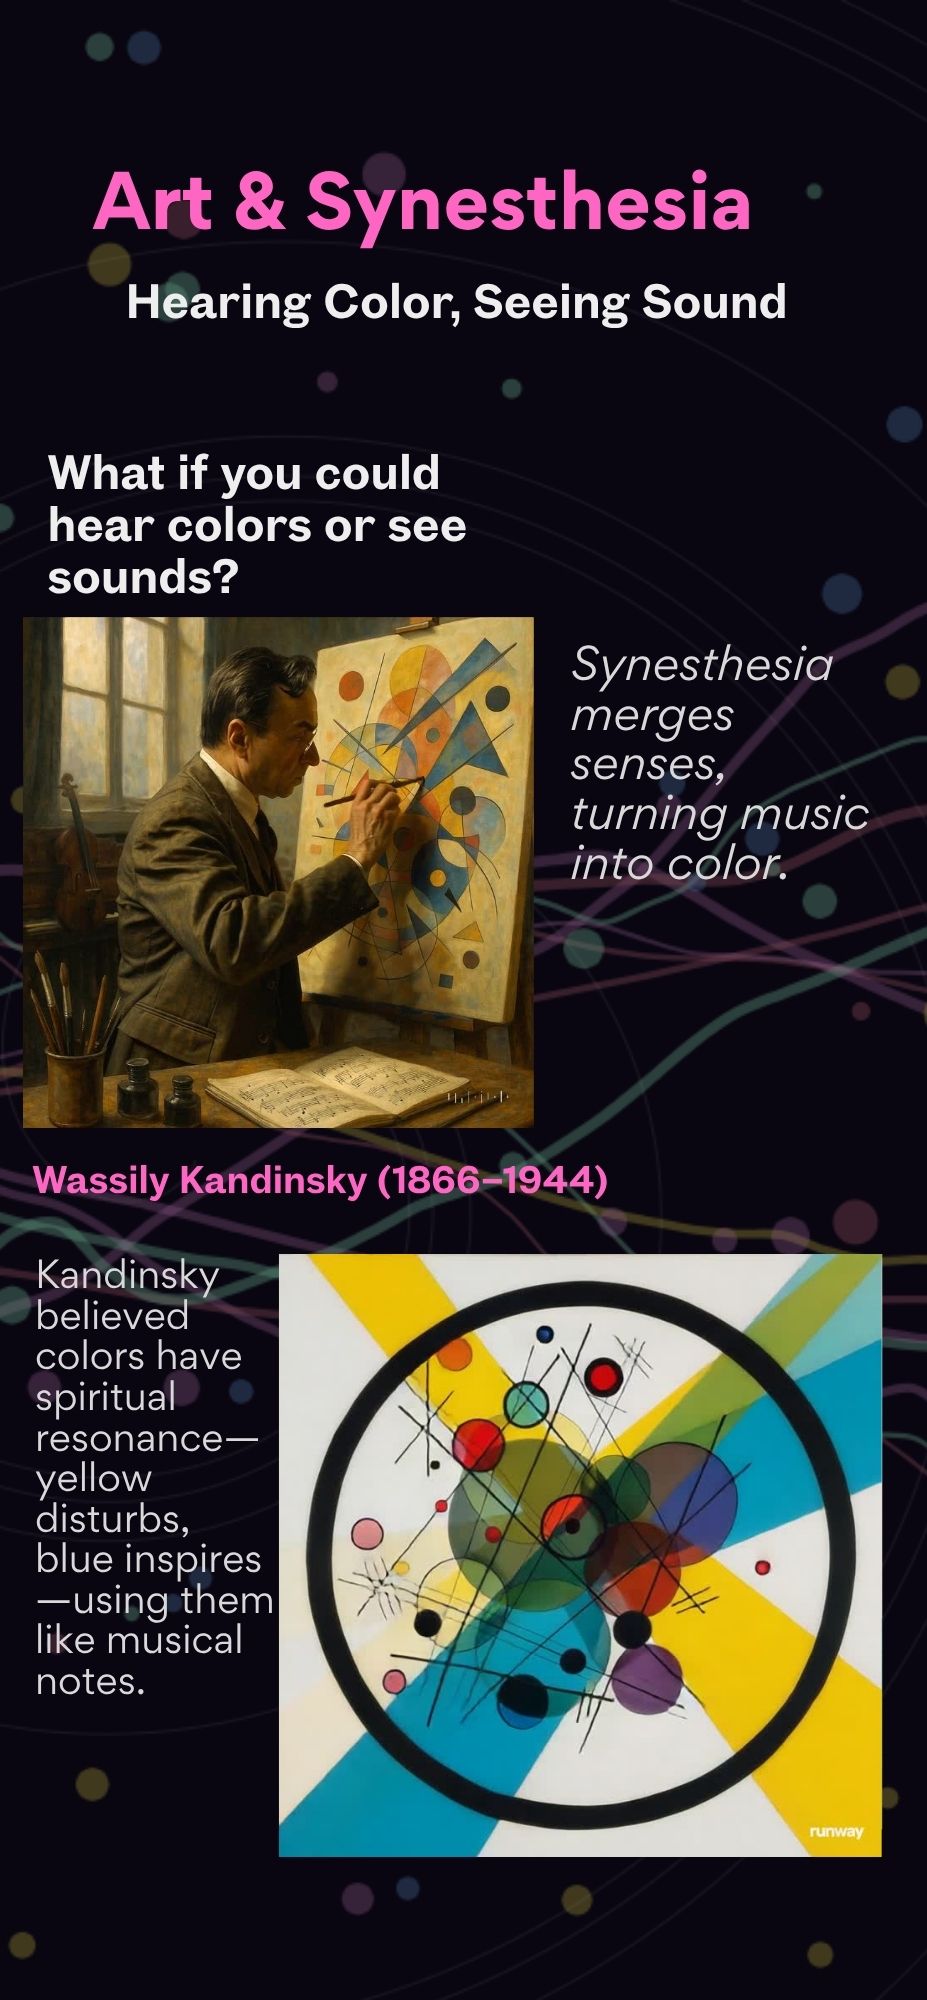 Art & Synesthesia
Hearing Color, Seeing Sound
What if you could
hear colors or see
sounds?
Synesthesia
merges
senses,
turning music
into color.
Wassily Kandinsky (1866–1944)
Kandinsky
believed
colors have
spiritual
resonance—
yellow
disturbs,
blue inspires
—using them
like musical
notes.
runway